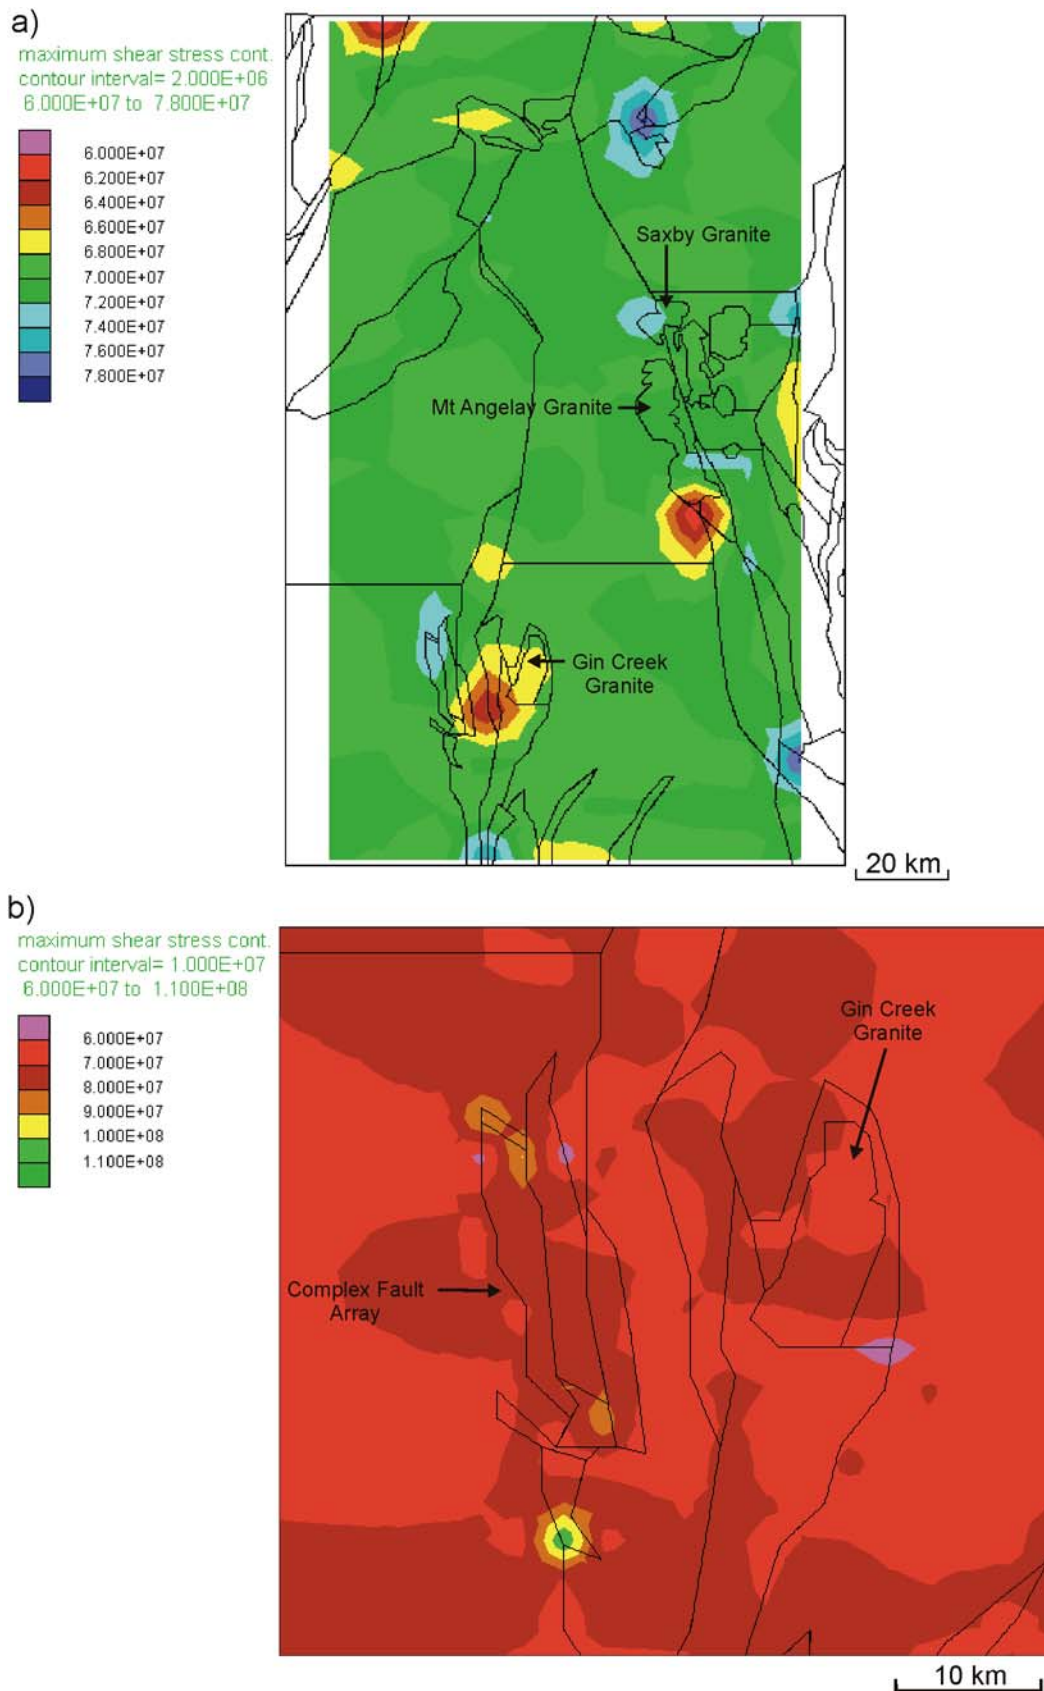 a)
maximum shear stress cont.
contour interval= 2.000E+06
6.000E+07 to 7.800E+07
6.000E+07
6.200E+07
6.400E+07
6.600E+07
6.800E+07
7.000E+07
7.200E+07
7.400E+07
7.600E+07
7.800E+07
Saxby Granite
Mt Angelay Granite
Gin Creek
Granite
20 km
b)
maximum shear stress cont.
contour interval= 1.000E+07
6.000E+07 to 1.100E+08
6.000E+07
7.000E+07
8.000E+07
9.000E+07
1.000E+08
1.100E+08
Gin Creek
Granite
Complex Fault
Array
10 km